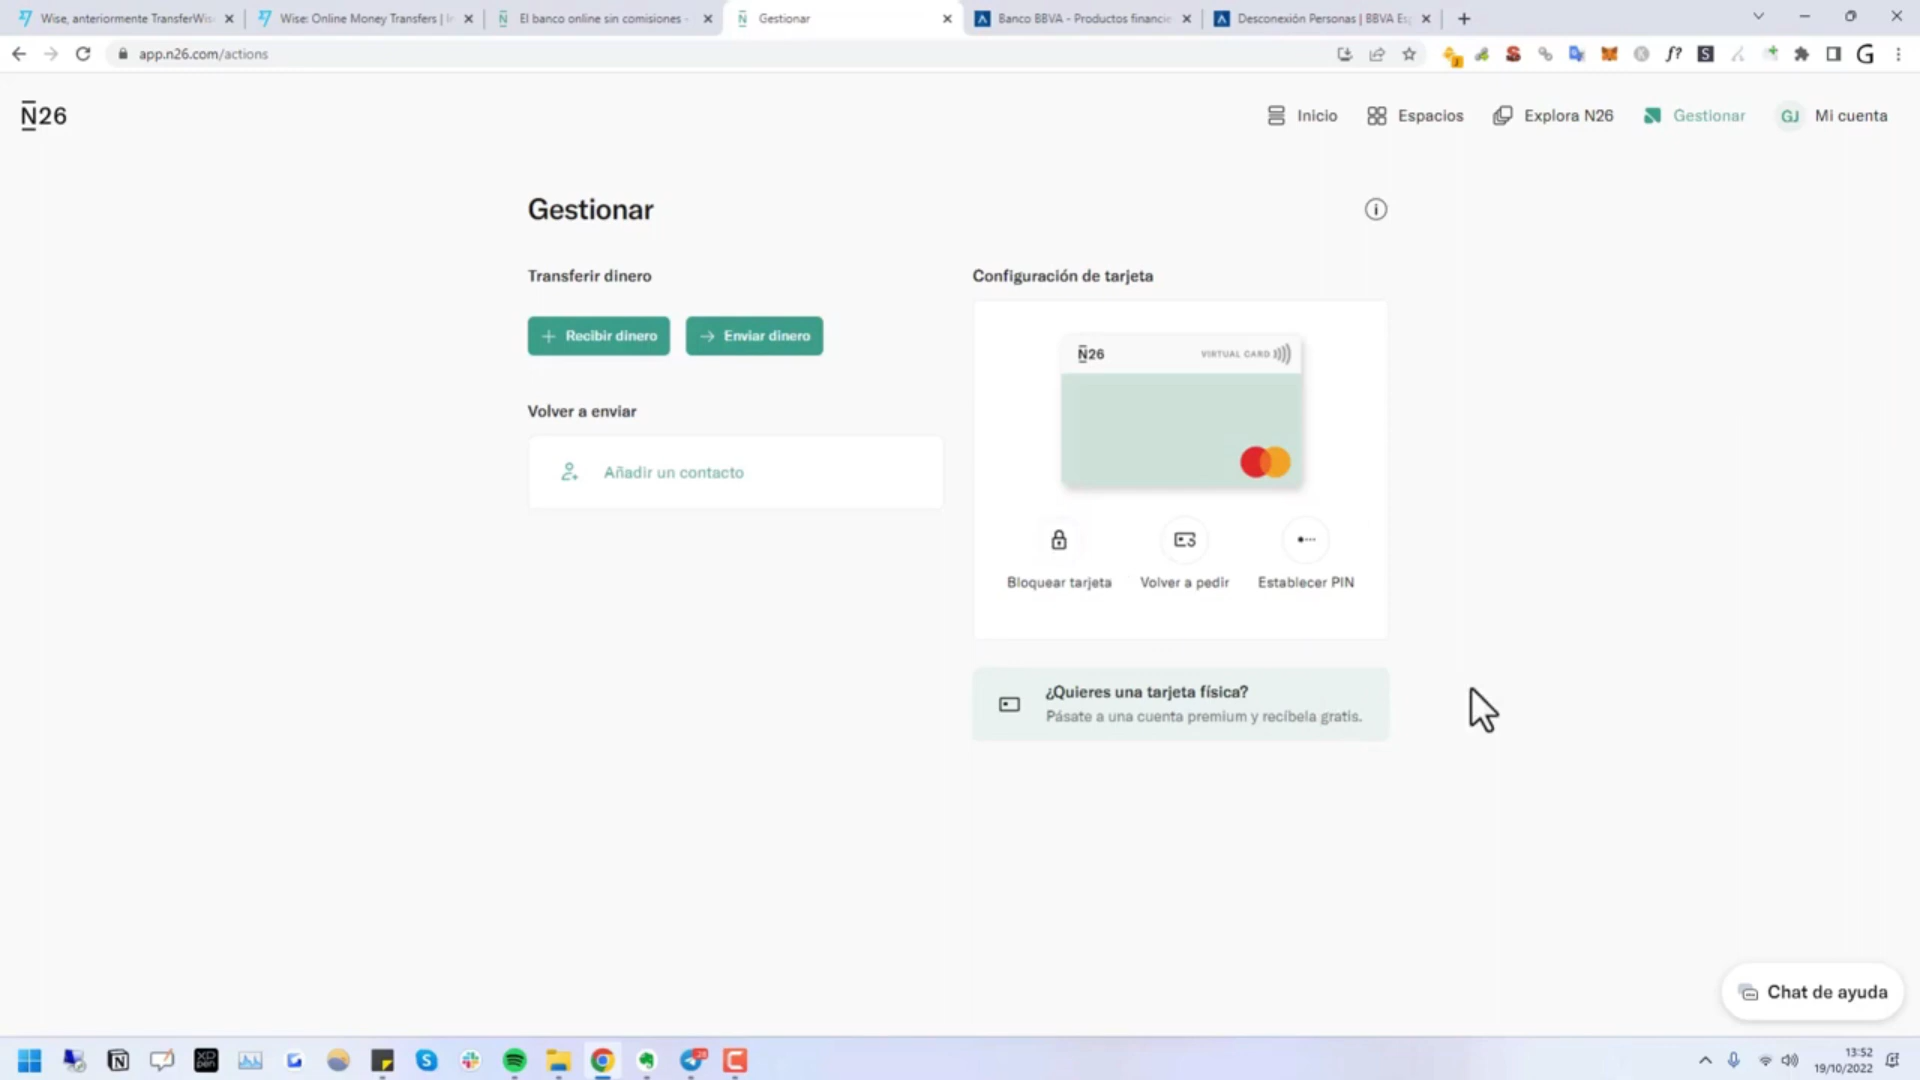 Wise, anteriormente TransferWis
Wise: Online Money Transfers | In
El banco online sin comisiones -
Gestionar
Banco BBVA - Productos financie
Desconexión Personas | BBVA Es
app.n26.com/actions
N26
Inicio
Espacios
Explora N26
Gestionar
GJ
Mi cuenta
Gestionar
Transferir dinero
Configuración de tarjeta
Recibir dinero
Enviar dinero
N26
VIRTUAL CARD
Volver a enviar
Añadir un contacto
Bloquear tarjeta
Volver a pedir
Establecer PIN
¿Quieres una tarjeta física?
Pásate a una cuenta premium y recíbela gratis.
Chat de ayuda
13:52
19/10/2022